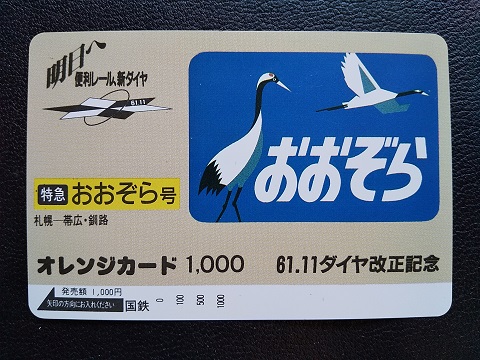 明日へ
便利レール、新ダイヤ
61.11
おおぞら
特急 おおぞら号
札幌―帯広・釧路
オレンジカード 1,000
61.11ダイヤ改正記念
発売額 1,000円
矢印の方向にお入れください
国鉄
0 100 500 1,000